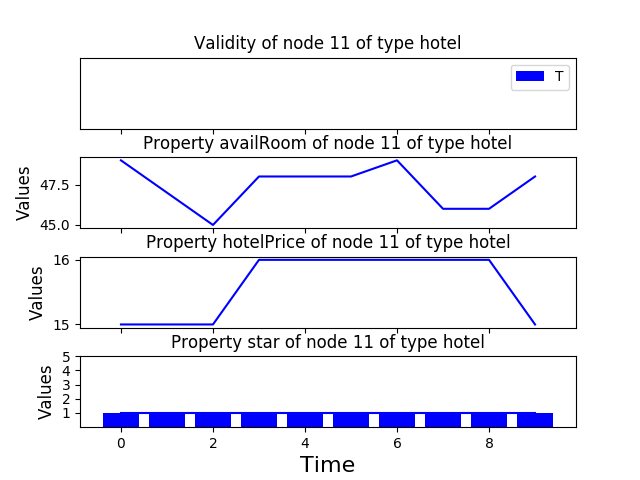 Validity of node 11 of type hotel
T
Property availRoom of node 11 of type hotel
Values
47.5
45.0
Property hotelPrice of node 11 of type hotel
Values
16
15
Property star of node 11 of type hotel
Values
5
4
3
2
1
0 2 4 6 8
Time